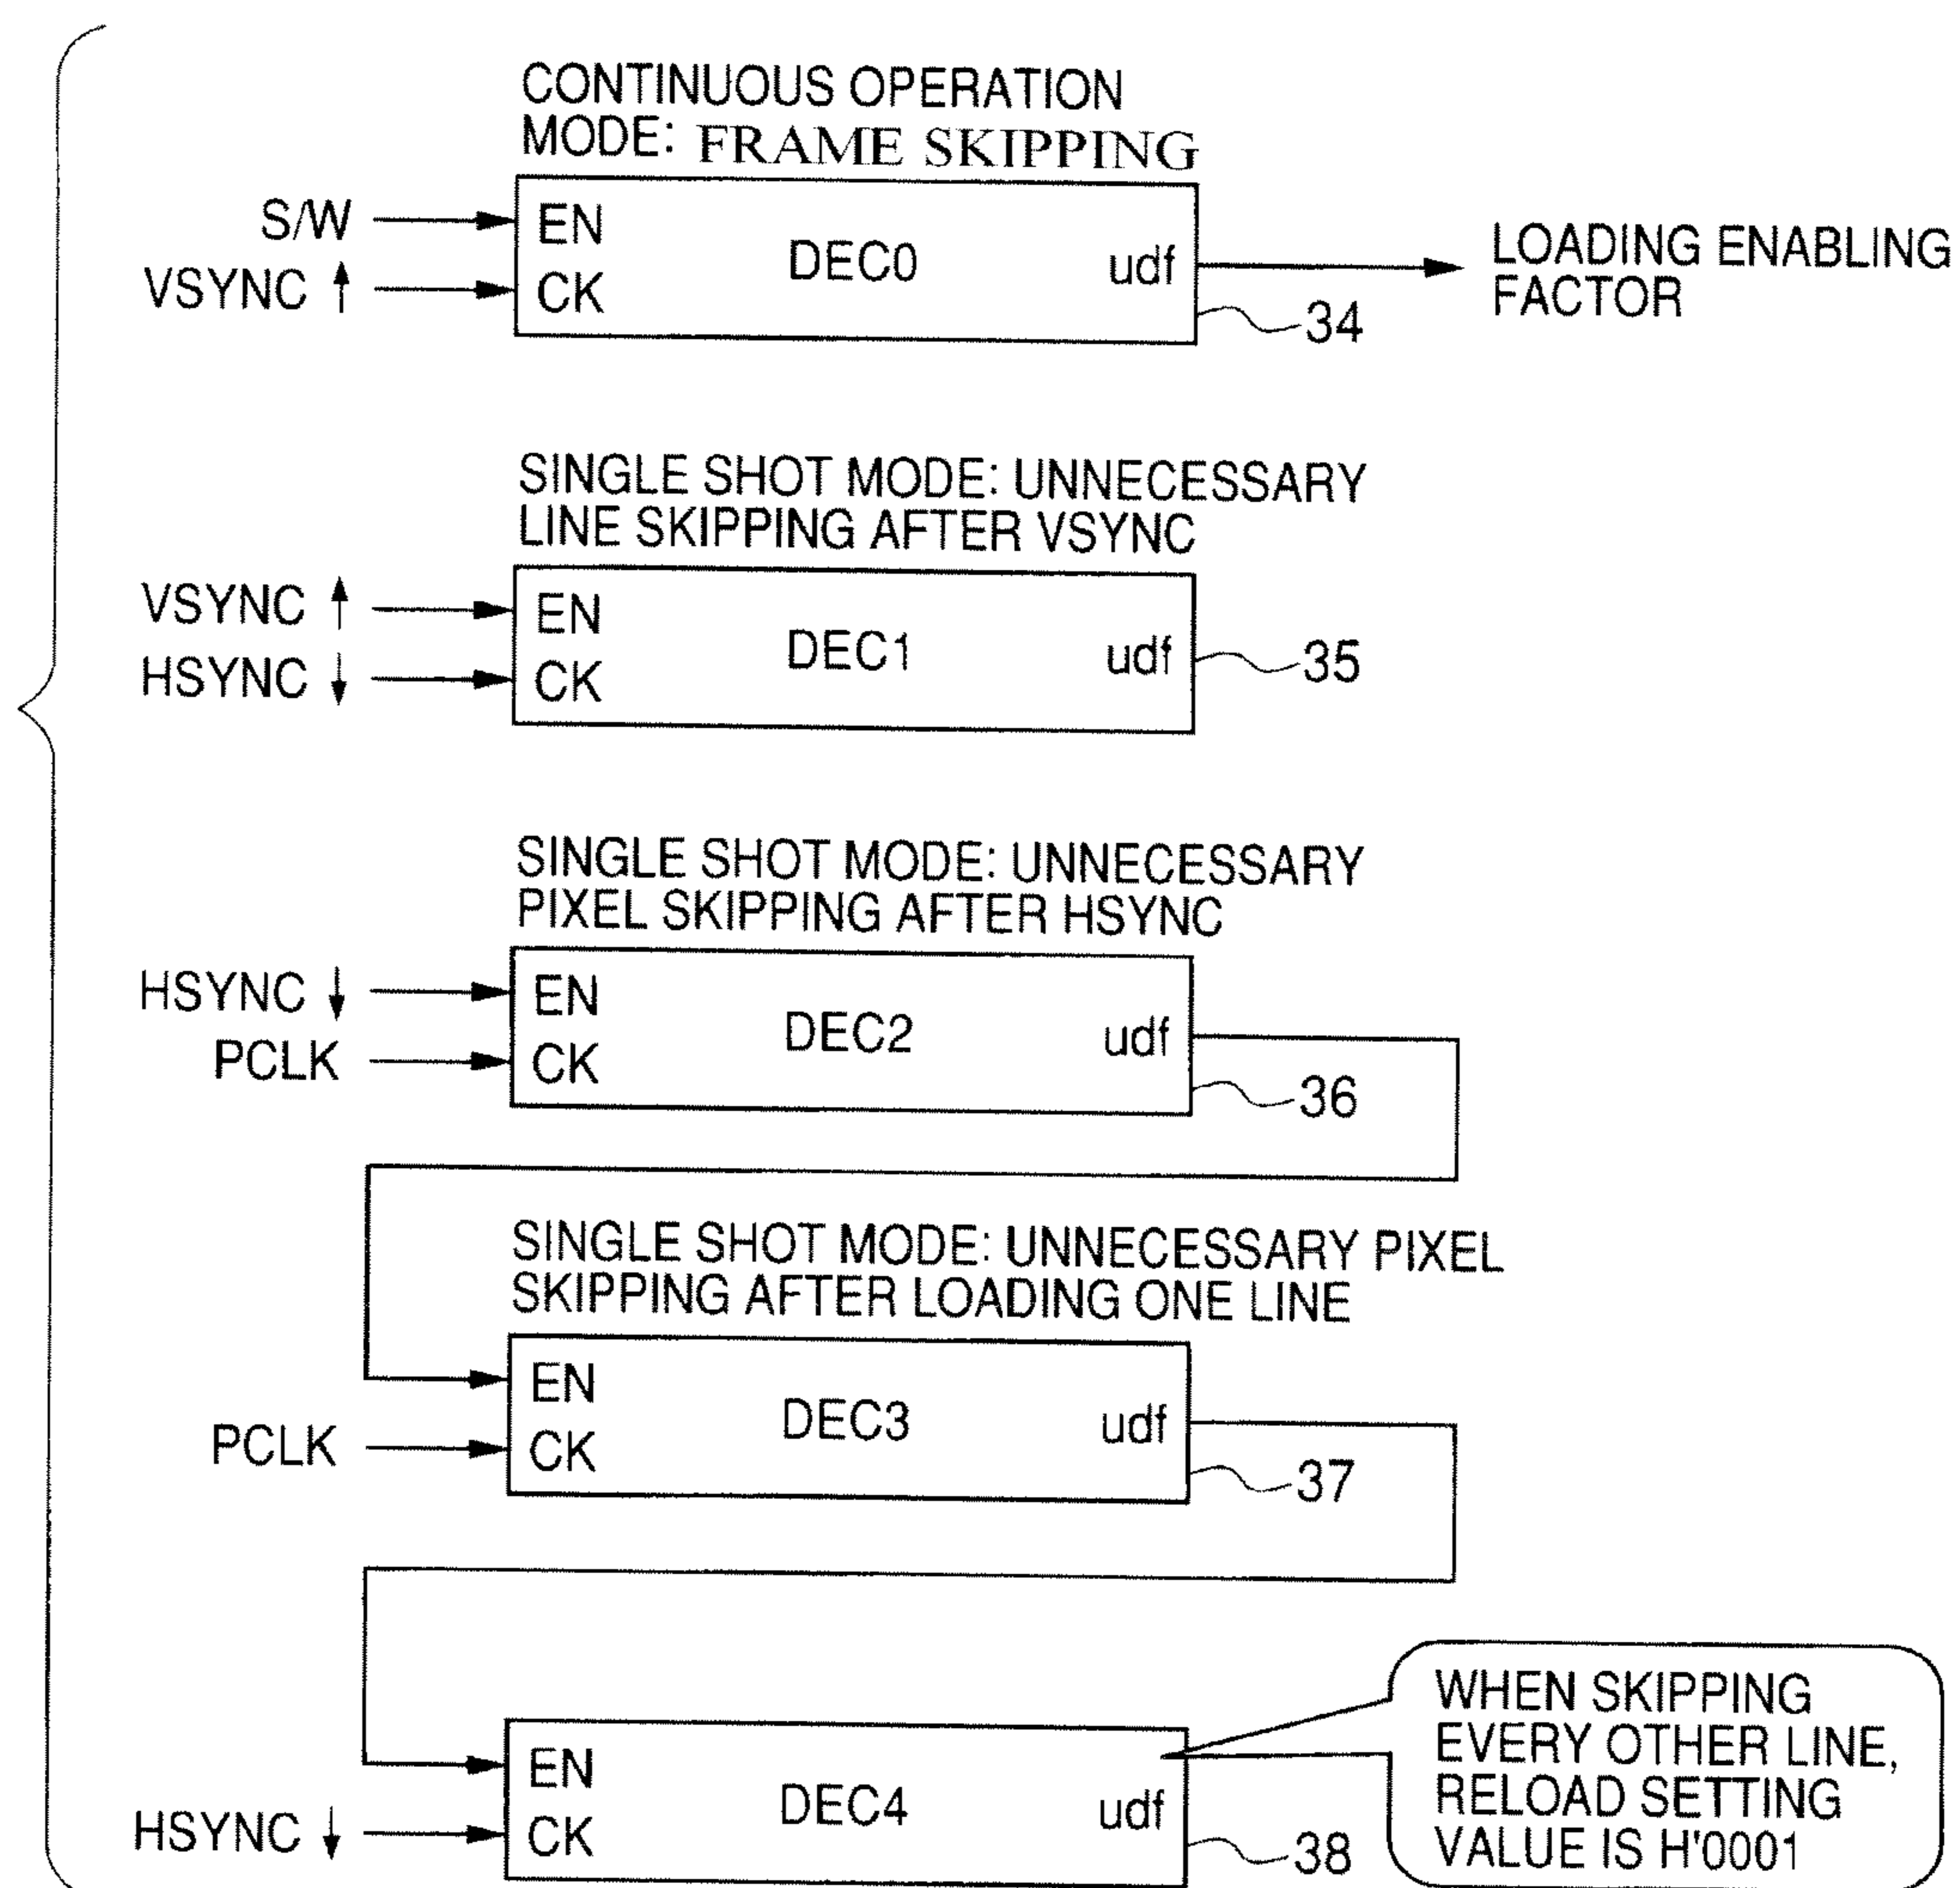 CONTINUOUS OPERATION
MODE: FRAME SKIPPING
S/W
EN
DEC0
udf
VSYNC ↑
CK
34
LOADING ENABLING
FACTOR
SINGLE SHOT MODE: UNNECESSARY
LINE SKIPPING AFTER VSYNC
VSYNC ↑
EN
DEC1
udf
HSYNC ↓
CK
35
SINGLE SHOT MODE: UNNECESSARY
PIXEL SKIPPING AFTER HSYNC
HSYNC ↓
EN
DEC2
udf
PCLK
CK
36
SINGLE SHOT MODE: UNNECESSARY PIXEL
SKIPPING AFTER LOADING ONE LINE
EN
DEC3
udf
PCLK
CK
37
EN
DEC4
udf
HSYNC ↓
CK
38
WHEN SKIPPING
EVERY OTHER LINE,
RELOAD SETTING
VALUE IS H'0001